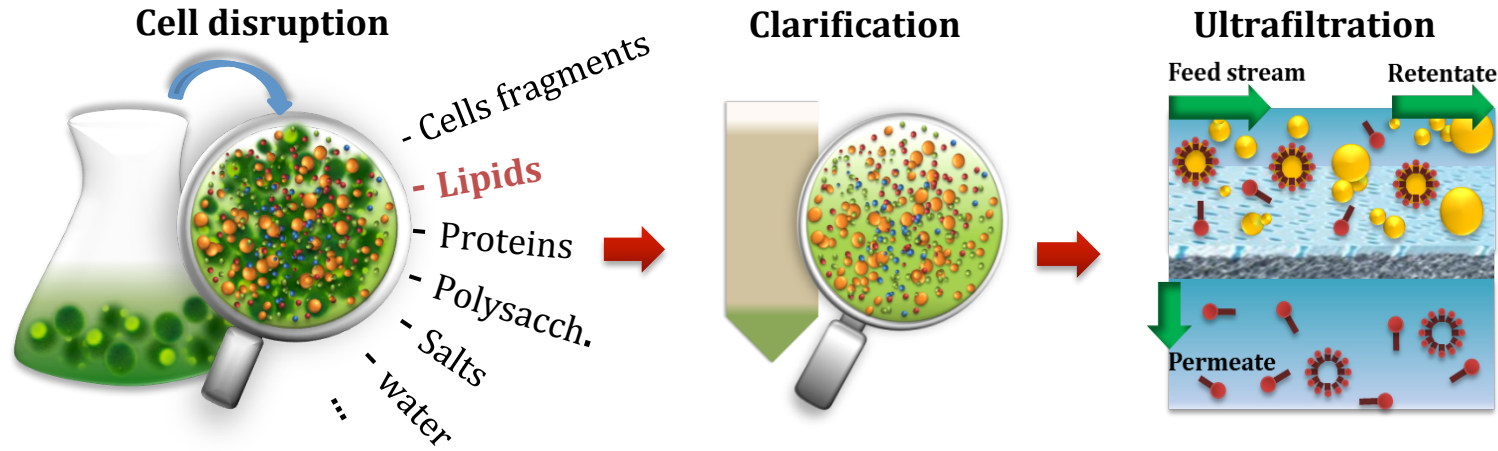 Cell disruption
- Cells fragments
- Lipids
- Proteins
- Polysacch.
- Salts
- water
...
Clarification
Ultrafiltration
Feed stream
Retentate
Permeate